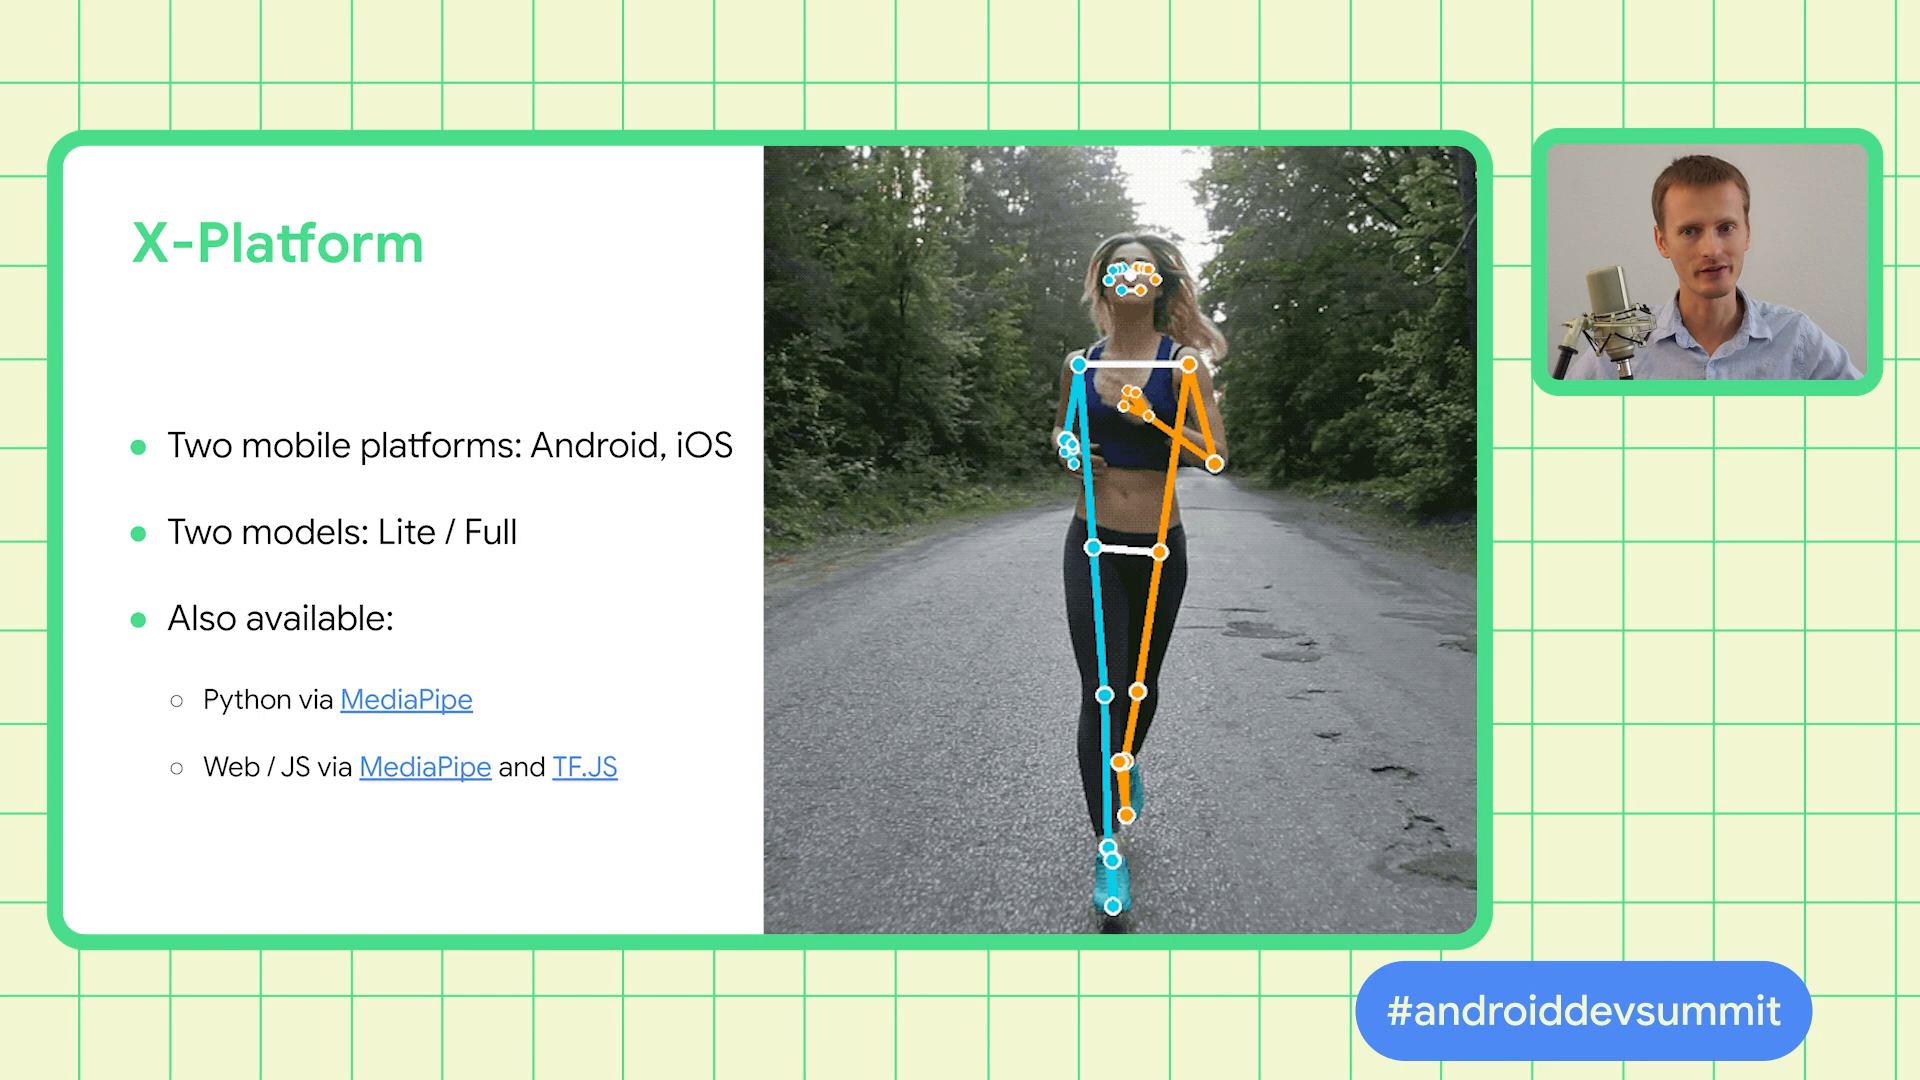 X-Platform
Two mobile platforms: Android, iOS
Two models: Lite / Full
Also available:
Python via MediaPipe
Web / JS via MediaPipe and TF.JS
#androiddevsummit